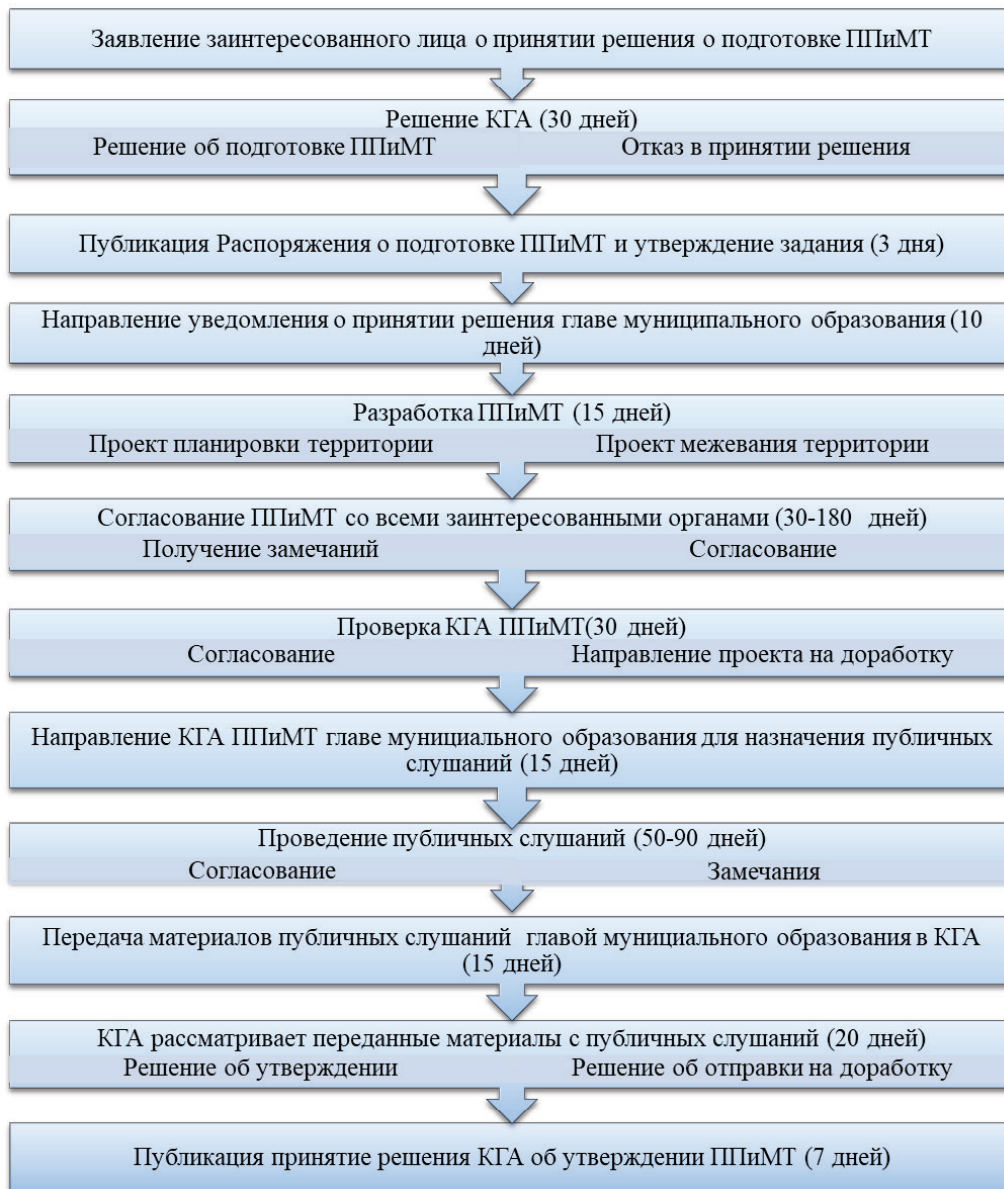 Заявление заинтересованного лица о принятии решения о подготовке ППиМТ
Решение КГА (30 дней)
Решение об подготовке ППиМТ
Отказ в принятии решения
Публикация Распоряжения о подготовке ППиМТ и утверждение задания (3 дня)
Направление уведомления о принятии решения главе муниципального образования (10
дней)
Разработка ППиМТ (15 дней)
Проект планировки территории
Проект межевания территории
Согласование ППиМТ со всеми заинтересованными органами (30-180 дней)
Получение замечаний
Согласование
Проверка КГА ППиМТ(30 дней)
Согласование
Направление проекта на доработку
Направление КГА ППиМТ главе мунициального образования для назначения публичных
слушаний (15 дней)
Проведение публичных слушаний (50-90 дней)
Согласование
Замечания
Передача материалов публичных слушаний главой муниципального образования в КГА
(15 дней)
КГА рассматривает переданные материалы с публичных слушаний (20 дней)
Решение об утверждении
Решение об отправки на доработку
Публикация принятие решения КГА об утверждении ППиМТ (7 дней)